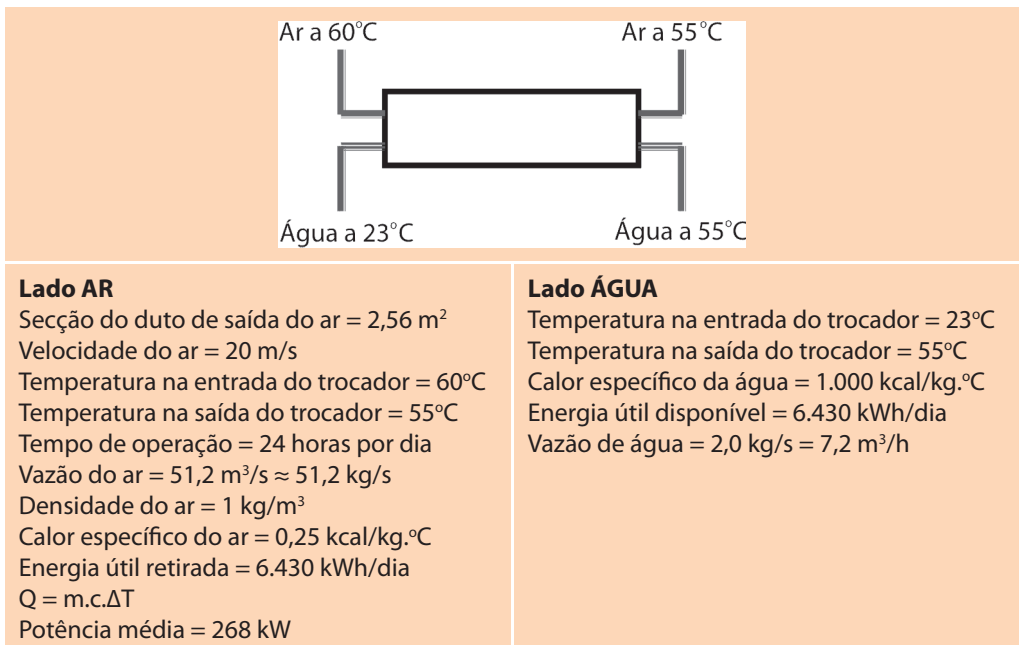 Ar a 60°C
Ar a 55°C
Água a 23°C
Água a 55°C
Lado AR
Secção do duto de saída do ar = 2,56 m²
Velocidade do ar = 20 m/s
Temperatura na entrada do trocador = 60ºC
Temperatura na saída do trocador = 55ºC
Tempo de operação = 24 horas por dia
Vazão do ar = 51,2 m³/s ≈ 51,2 kg/s
Densidade do ar = 1 kg/m³
Calor específico do ar = 0,25 kcal/kg.ºC
Energia útil retirada = 6.430 kWh/dia
Q = m.c.ΔT
Potência média = 268 kW
Lado ÁGUA
Temperatura na entrada do trocador = 23ºC
Temperatura na saída do trocador = 55ºC
Calor específico da água = 1.000 kcal/kg.ºC
Energia útil disponível = 6.430 kWh/dia
Vazão de água = 2,0 kg/s = 7,2 m³/h